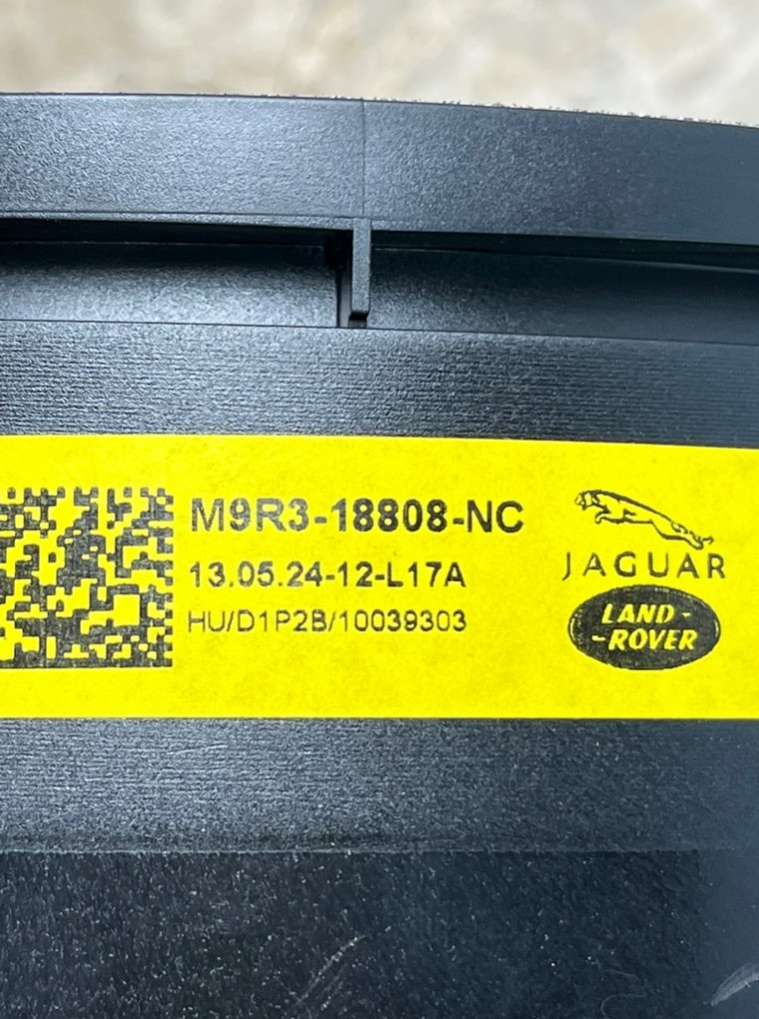 M9R3-18808-NC
13.05.24-12-L17A
HU/D1P2B/10039303
JAGUAR
LAND-
-ROVER